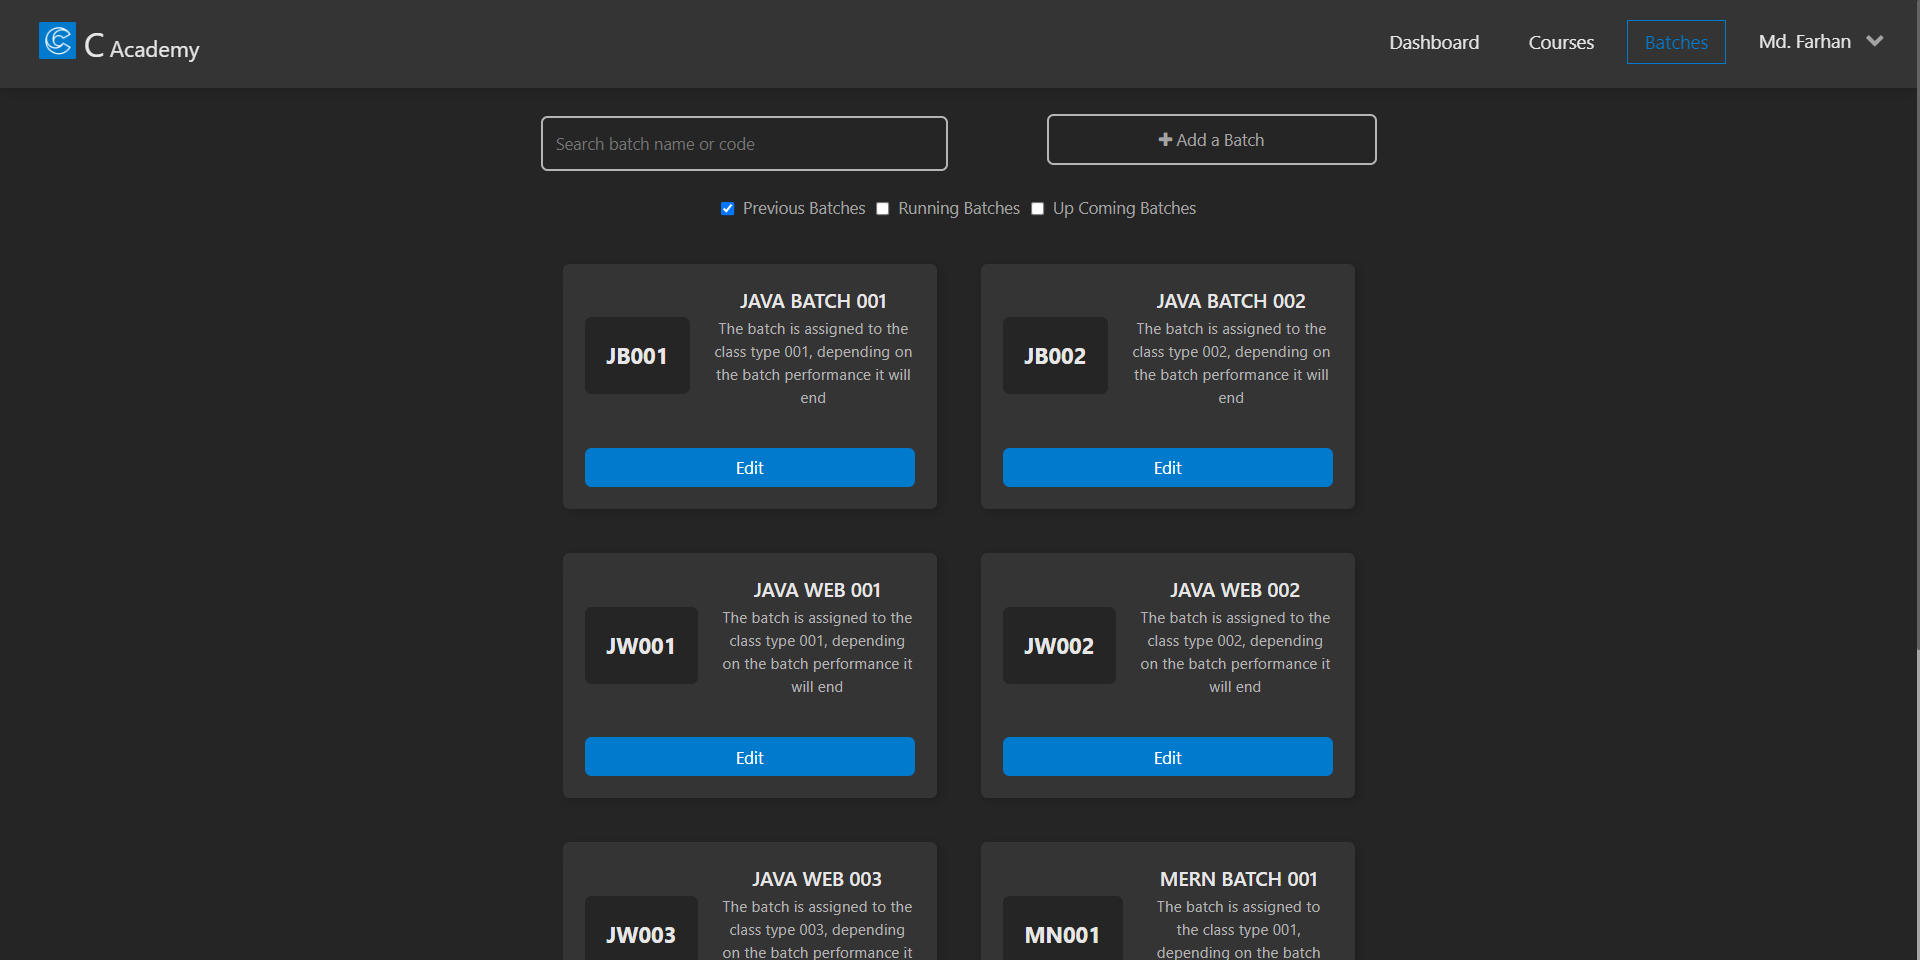 C Academy
Dashboard
Courses
Batches
Md. Farhan
Search batch name or code
Add a Batch
Previous Batches
Running Batches
Up Coming Batches
JB001
JAVA BATCH 001
The batch is assigned to the
class type 001, depending on
the batch performance it will
end
Edit
JB002
JAVA BATCH 002
The batch is assigned to the
class type 002, depending on
the batch performance it will
end
Edit
JW001
JAVA WEB 001
The batch is assigned to the
class type 001, depending
on the batch performance it
will end
Edit
JW002
JAVA WEB 002
The batch is assigned to the
class type 002, depending
on the batch performance it
will end
Edit
JW003
JAVA WEB 003
The batch is assigned to the
class type 003, depending
on the batch performance it
MN001
MERN BATCH 001
The batch is assigned to
the class type 001,
depending on the batch